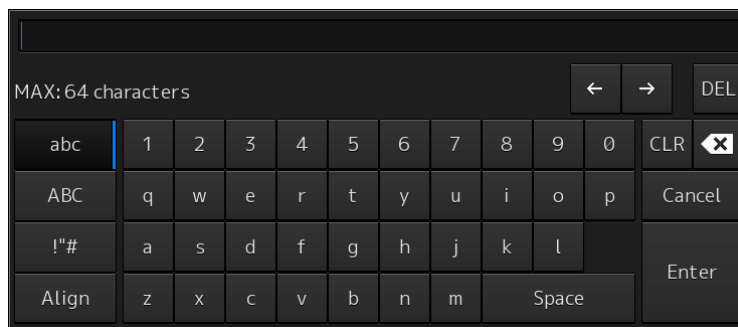 MAX: 64 characters ← → DEL
abc 1 2 3 4 5 6 7 8 9 0 CLR
ABC q w e r t y u i o p Cancel
!"# a s d f g h j k l
Enter
Align z x c v b n m Space